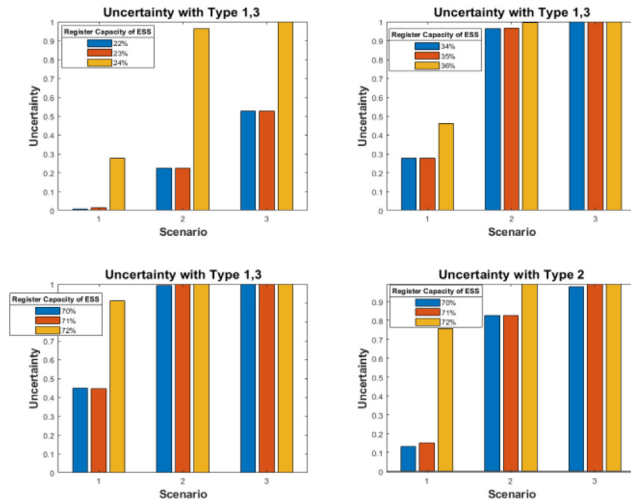 Uncertainty with Type 1,3
Register Capacity of ESS
22%
23%
24%
Uncertainty
1
0.9
0.8
0.7
0.6
0.5
0.4
0.3
0.2
0.1
0
1 2 3
Scenario
Uncertainty with Type 1,3
Register Capacity of ESS
34%
35%
36%
Uncertainty
1
0.9
0.8
0.7
0.6
0.5
0.4
0.3
0.2
0.1
0
1 2 3
Scenario
Uncertainty with Type 1,3
Register Capacity of ESS
70%
71%
72%
Uncertainty
1
0.9
0.8
0.7
0.6
0.5
0.4
0.3
0.2
0.1
0
1 2 3
Scenario
Uncertainty with Type 2
Register Capacity of ESS
70%
71%
72%
Uncertainty
0.9
0.8
0.7
0.6
0.5
0.4
0.3
0.2
0.1
0
1 2 3
Scenario